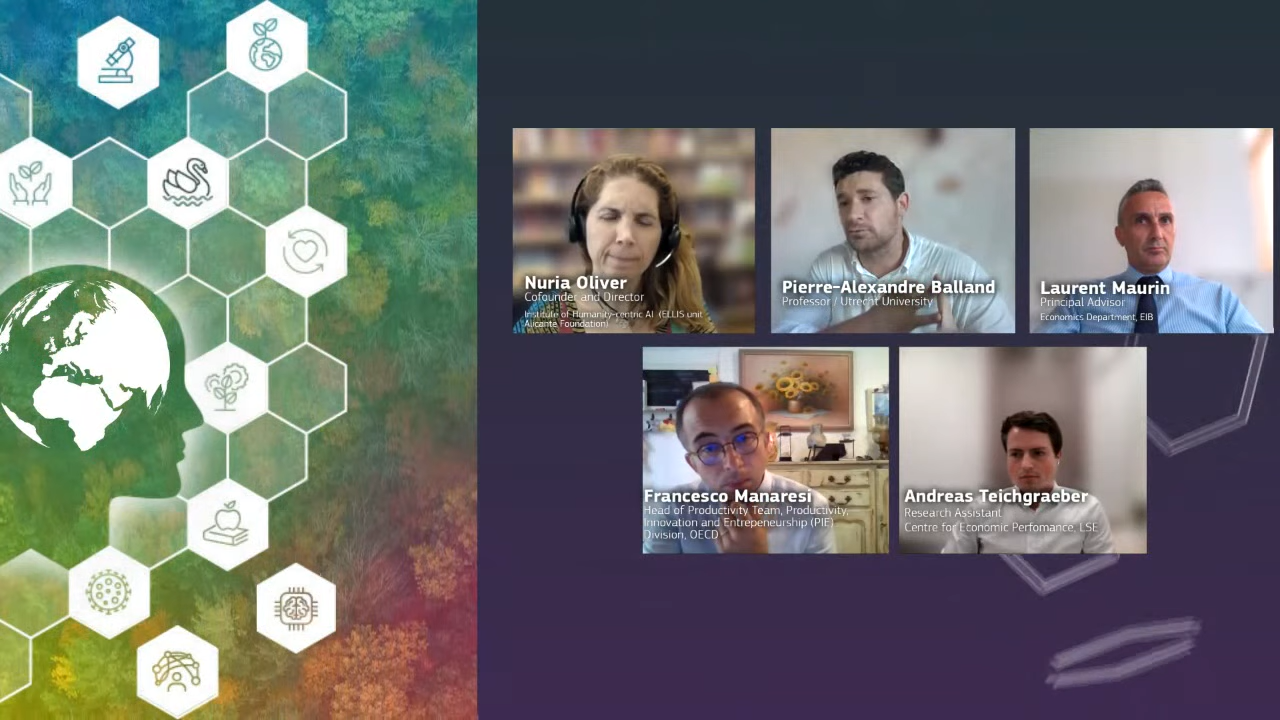 Nuria Oliver
Cofounder and Director
Institute of Humanity-centric AI (ELLIS unit
Alicante Foundation)
Pierre-Alexandre Balland
Professor / Utrecht University
Laurent Maurin
Principal Advisor
Economics Department, EIB
Francesco Manaresi
Head of Productivity Team, Productivity,
Innovation and Entrepeneurship (PIE)
Division, OECD
Andreas Teichgraeber
Research Assistant
Centre for Economic Perfomance, LSE